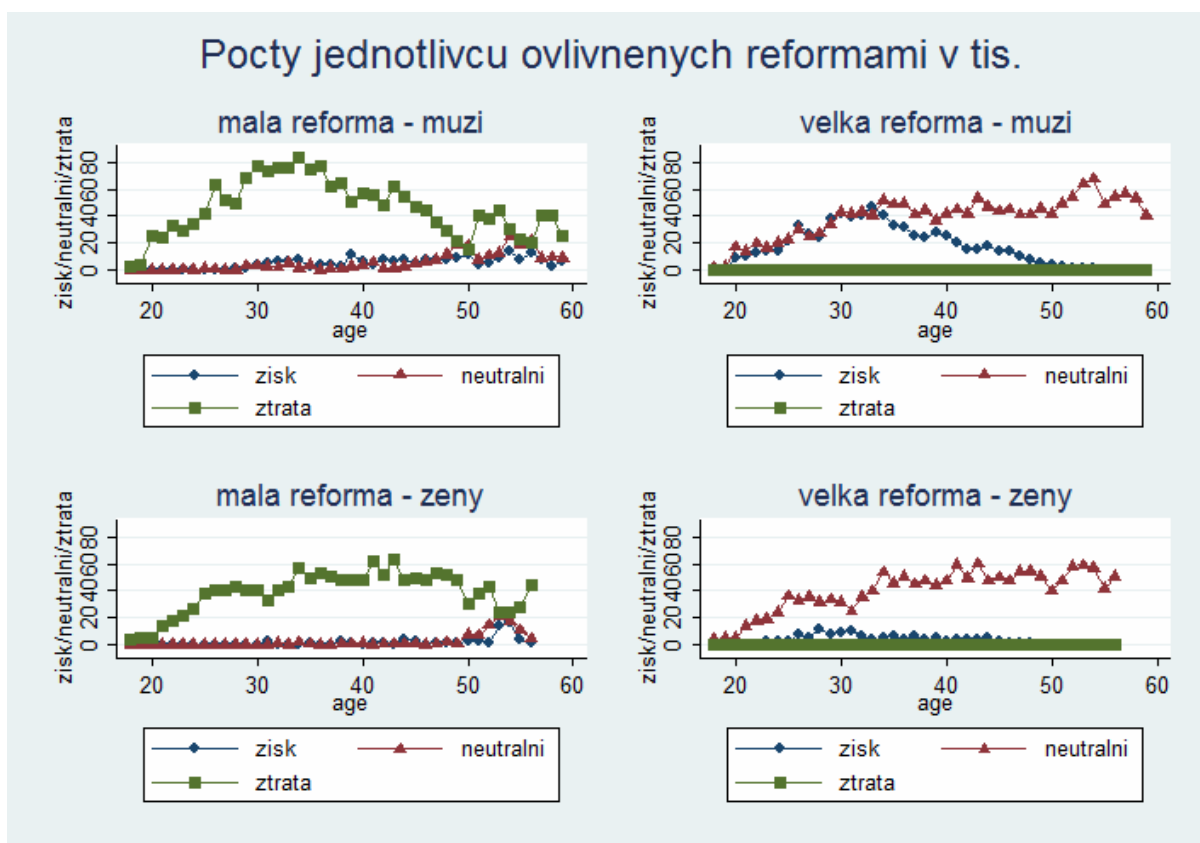 Pocty jednotlivcu ovlivnenych reformami v tis.
mala reforma - muzi
zisk/neutralni/ztrata
0 20 40 60 80
20 30 40 50 60
age
zisk neutralni
ztrata
velka reforma - muzi
zisk/neutralni/ztrata
0 20 40 60 80
20 30 40 50 60
age
zisk neutralni
ztrata
mala reforma - zeny
zisk/neutralni/ztrata
0 20 40 60 80
20 30 40 50 60
age
zisk neutralni
ztrata
velka reforma - zeny
zisk/neutralni/ztrata
0 20 40 60 80
20 30 40 50 60
age
zisk neutralni
ztrata